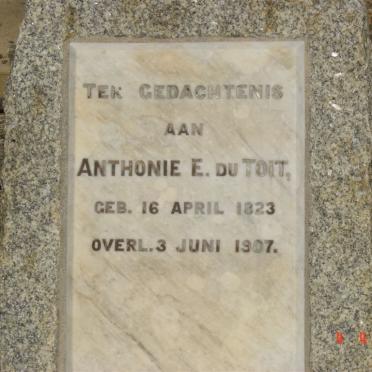 TER GEDACHTENIS
AAN
ANTHONIE E. DU TOIT,
GEB. 16 APRIL 1823
OVERL. 3 JUNI 1907.